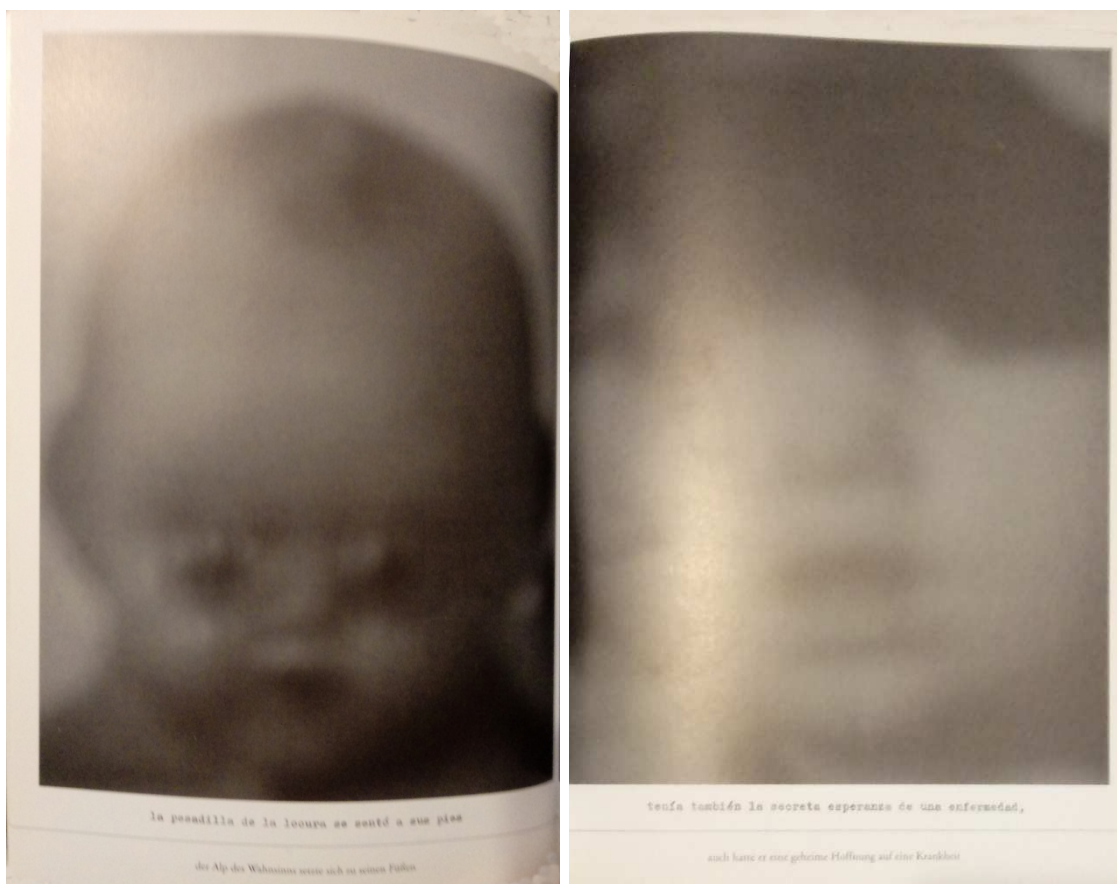 la pesadilla de la locura se sentó a sus pies
der Alp des Wahnsinns setzte sich zu seinen Füßen
tenía también la secreta esperanza de una enfermedad,
auch hatte er eine geheime Hoffnung auf eine Krankheit